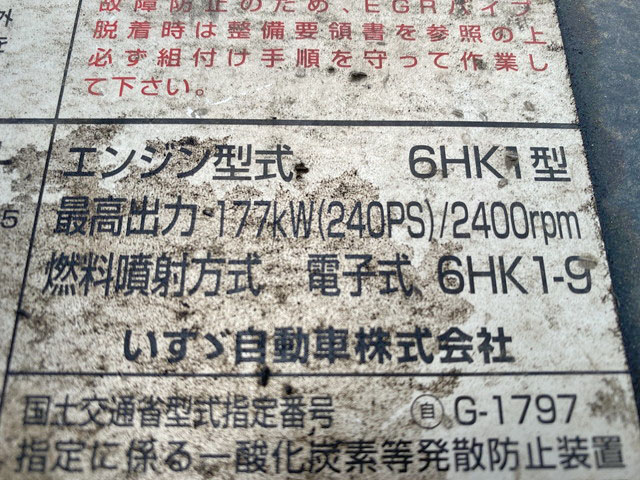 故障防止のため、EGRパイプ
脱着時は整備要領書を参照の上
必ず組付け手順を守って作業し
て下さい。
外
5
エンジン型式 6HK1型
最高出力 177kW(240PS)/2400rpm
燃料噴射方式 電子式 6HK1-9
いすゞ自動車株式会社
国土交通省型式指定番号 ㊐ G-1797
指定に係る一酸化炭素等発散防止装置